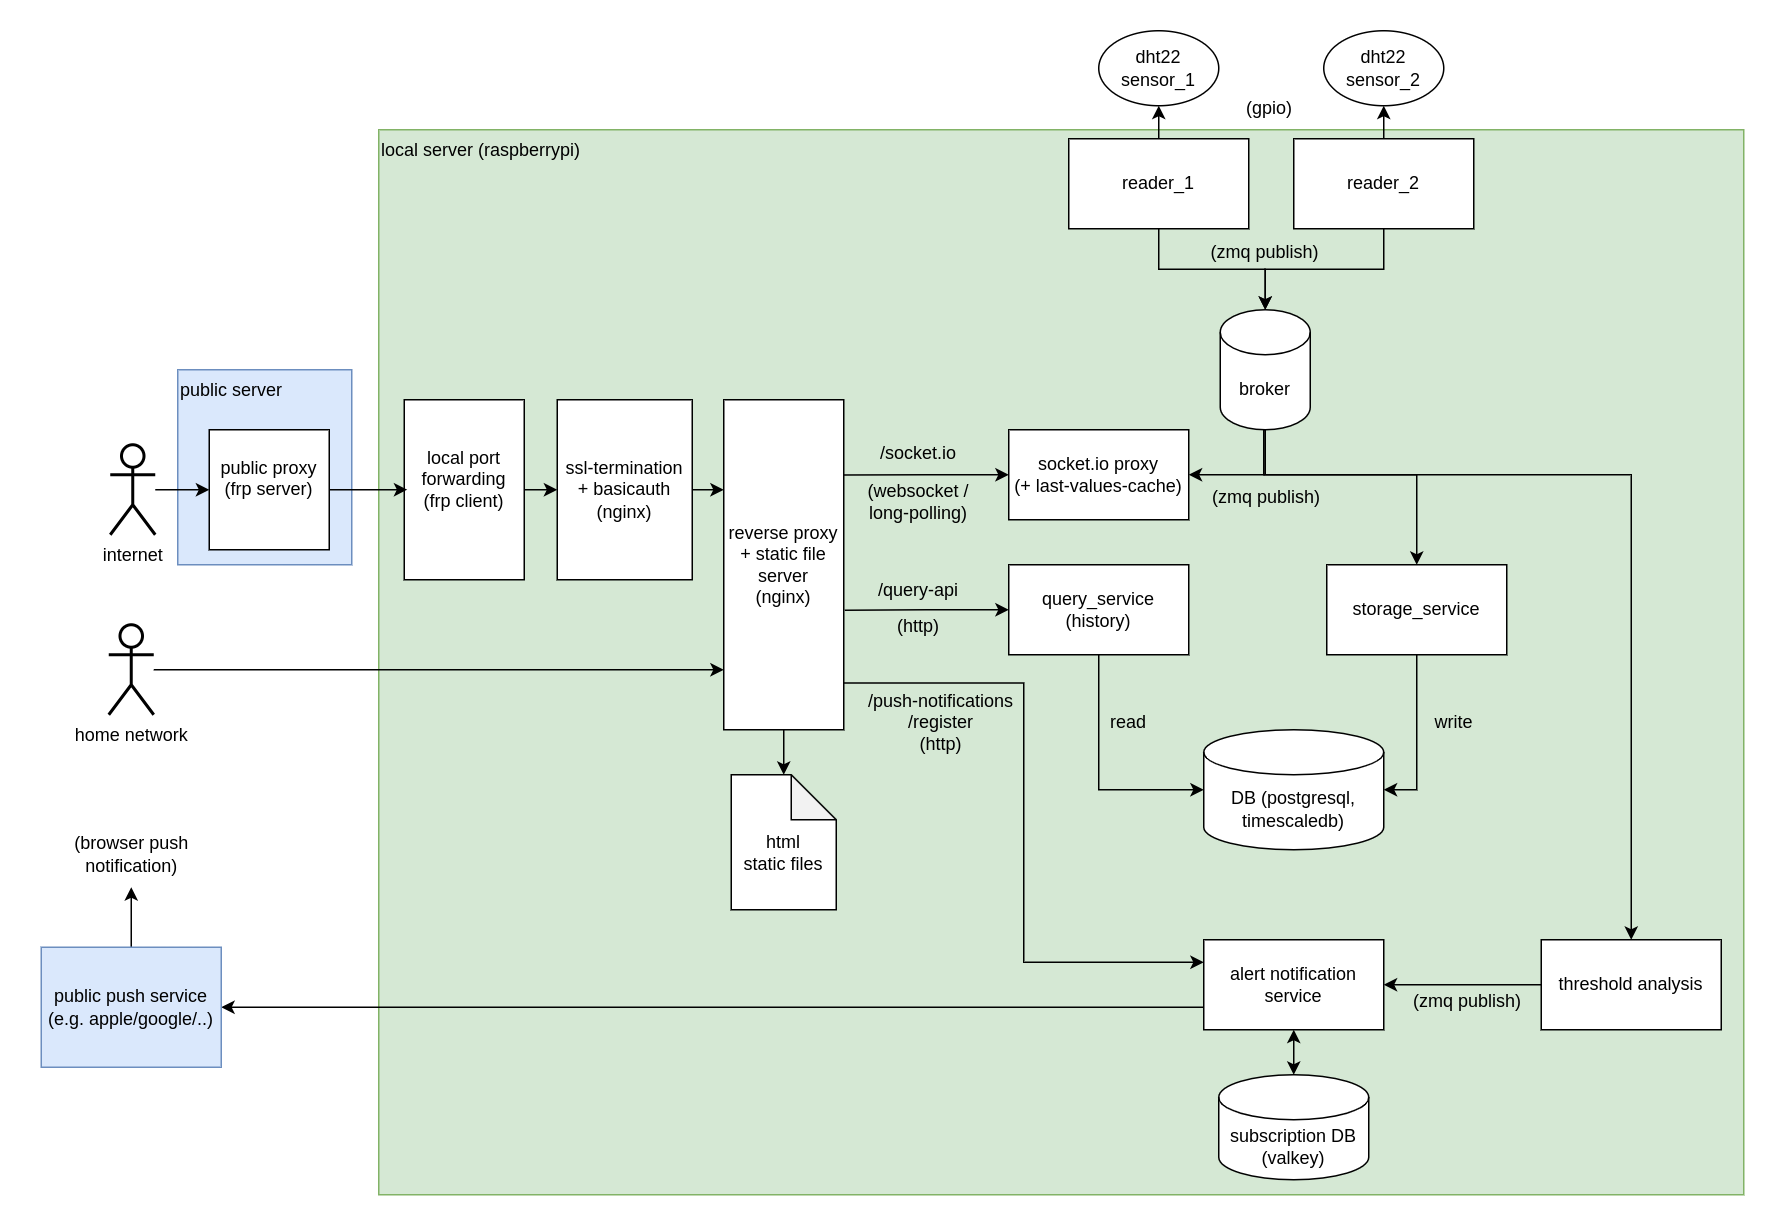 dht22
sensor_1
dht22
sensor_2
(gpio)
local server (raspberrypi)
reader_1
reader_2
(zmq publish)
broker
public server
public proxy
(frp server)
internet
local port
forwarding
(frp client)
ssl-termination
+ basicauth
(nginx)
reverse proxy
+ static file
server
(nginx)
/socket.io
(websocket /
long-polling)
socket.io proxy
(+ last-values-cache)
(zmq publish)
/query-api
(http)
query_service
(history)
storage_service
home network
/push-notifications
/register
(http)
read
write
DB (postgresql,
timescaledb)
html
static files
(browser push
notification)
public push service
(e.g. apple/google/..)
alert notification
service
(zmq publish)
threshold analysis
subscription DB
(valkey)